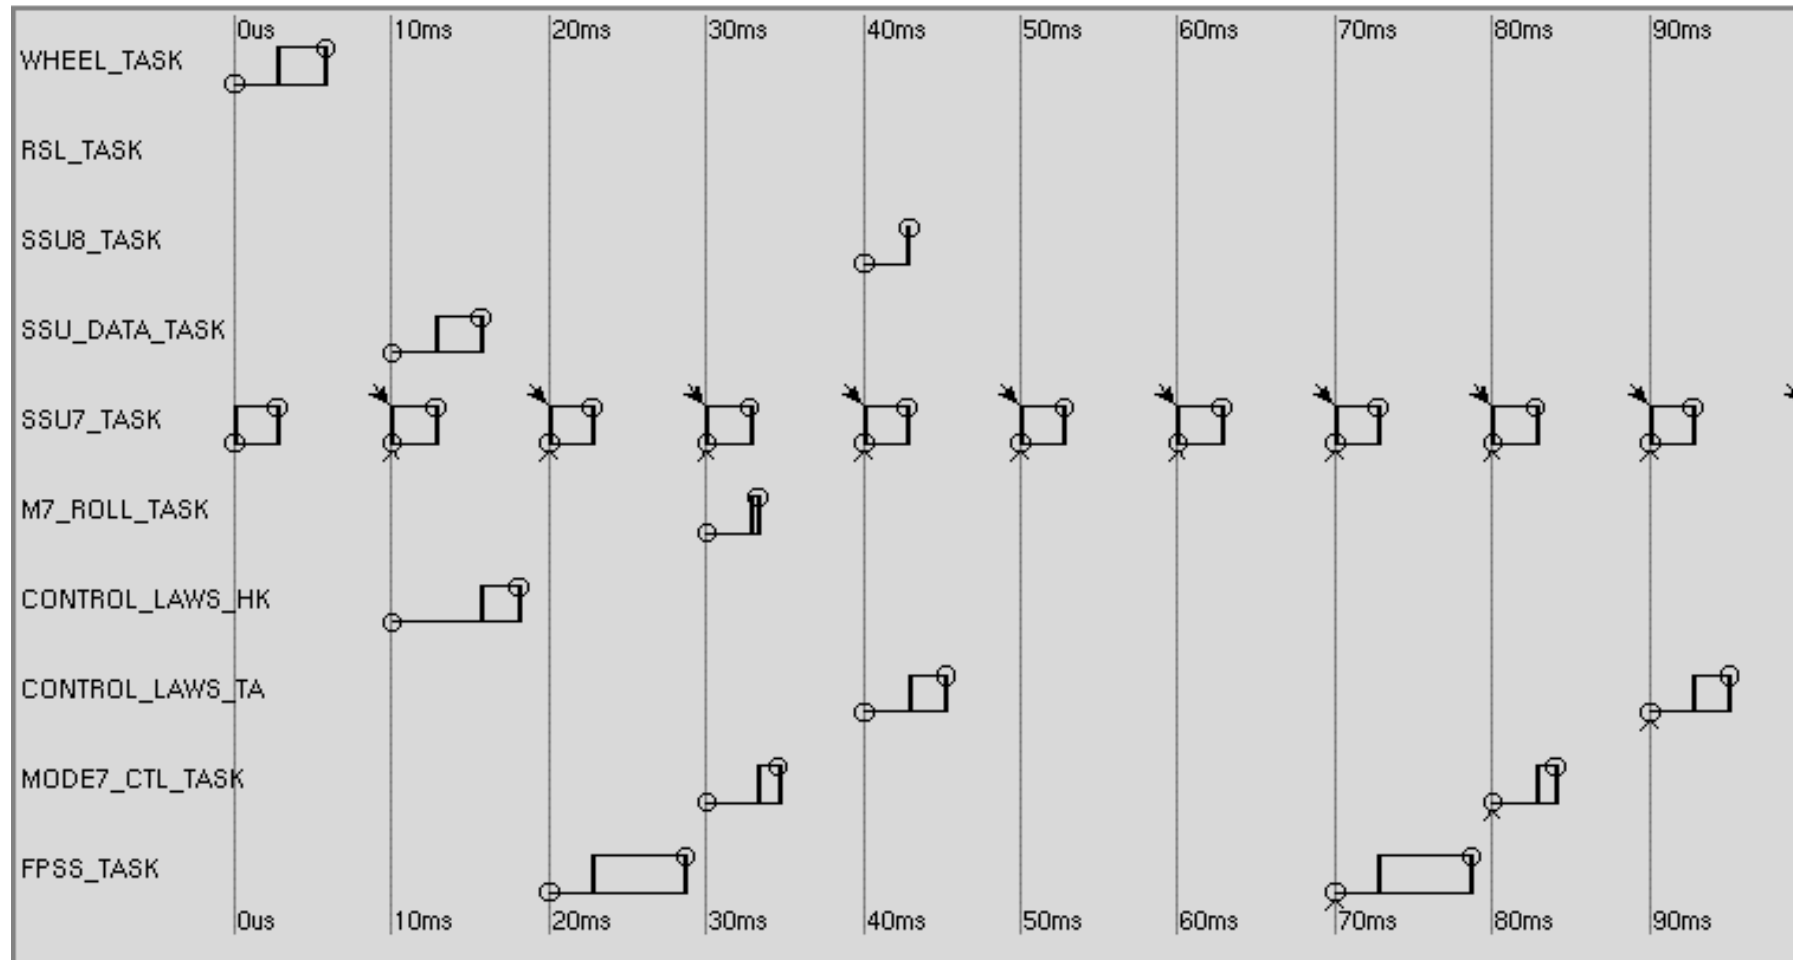 0us 10ms 20ms 30ms 40ms 50ms 60ms 70ms 80ms 90ms
WHEEL_TASK
RSL_TASK
SSU8_TASK
SSU_DATA_TASK
SSU7_TASK
M7_ROLL_TASK
CONTROL_LAWS_HK
CONTROL_LAWS_TA
MODE7_CTL_TASK
FPSS_TASK
0us 10ms 20ms 30ms 40ms 50ms 60ms 70ms 80ms 90ms